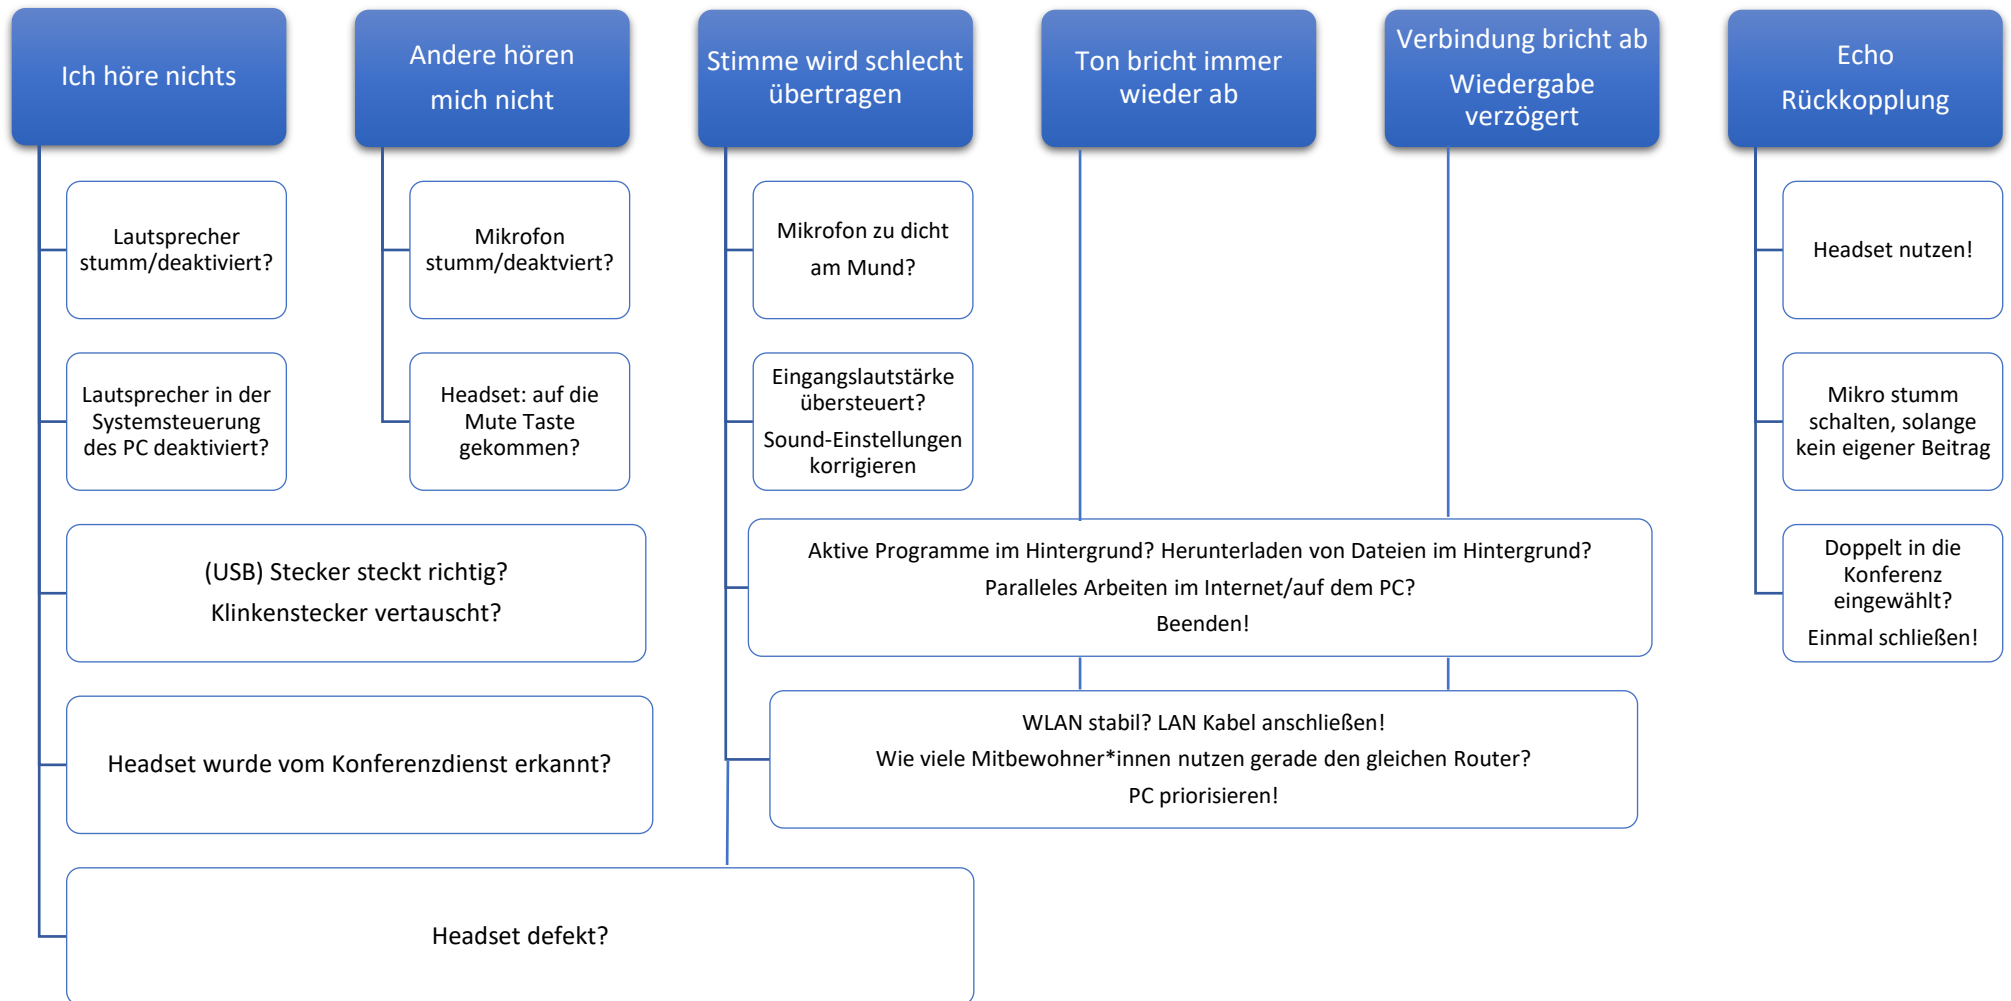 Ich höre nichts
Andere hören
mich nicht
Stimme wird schlecht
übertragen
Ton bricht immer
wieder ab
Verbindung bricht ab
Wiedergabe
verzögert
Echo
Rückkopplung
Lautsprecher
stumm/deaktiviert?
Mikrofon
stumm/deaktviert?
Mikrofon zu dicht
am Mund?
Headset nutzen!
Lautsprecher in der
Systemsteuerung
des PC deaktiviert?
Headset: auf die
Mute Taste
gekommen?
Eingangslautstärke
übersteuert?
Sound-Einstellungen
korrigieren
Mikro stumm
schalten, solange
kein eigener Beitrag
(USB) Stecker steckt richtig?
Klinkenstecker vertauscht?
Aktive Programme im Hintergrund? Herunterladen von Dateien im Hintergrund?
Paralleles Arbeiten im Internet/auf dem PC?
Beenden!
Doppelt in die
Konferenz
eingewählt?
Einmal schließen!
Headset wurde vom Konferenzdienst erkannt?
WLAN stabil? LAN Kabel anschließen!
Wie viele Mitbewohner*innen nutzen gerade den gleichen Router?
PC priorisieren!
Headset defekt?